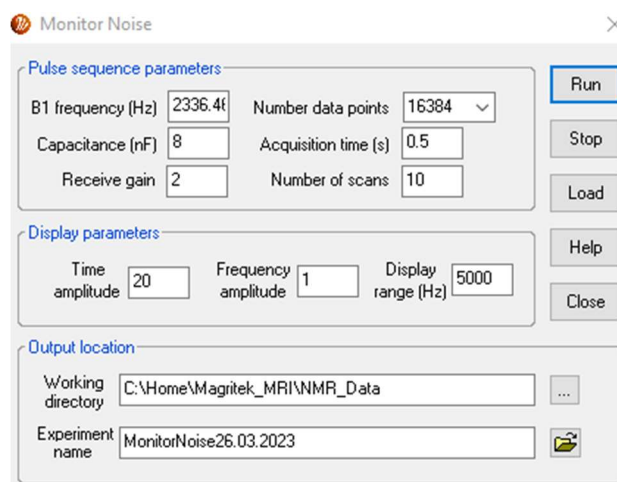 Monitor Noise
Pulse sequence parameters
B1 frequency (Hz) 2336.46 Number data points 16384
Capacitance (nF) 8 Acquisition time (s) 0.5
Receive gain 2 Number of scans 10
Run
Stop
Load
Help
Close
Display parameters
Time amplitude 20 Frequency amplitude 1 Display range (Hz) 5000
Output location
Working directory C:\Home\Magritek_MRI\NMR_Data ...
Experiment name MonitorNoise26.03.2023